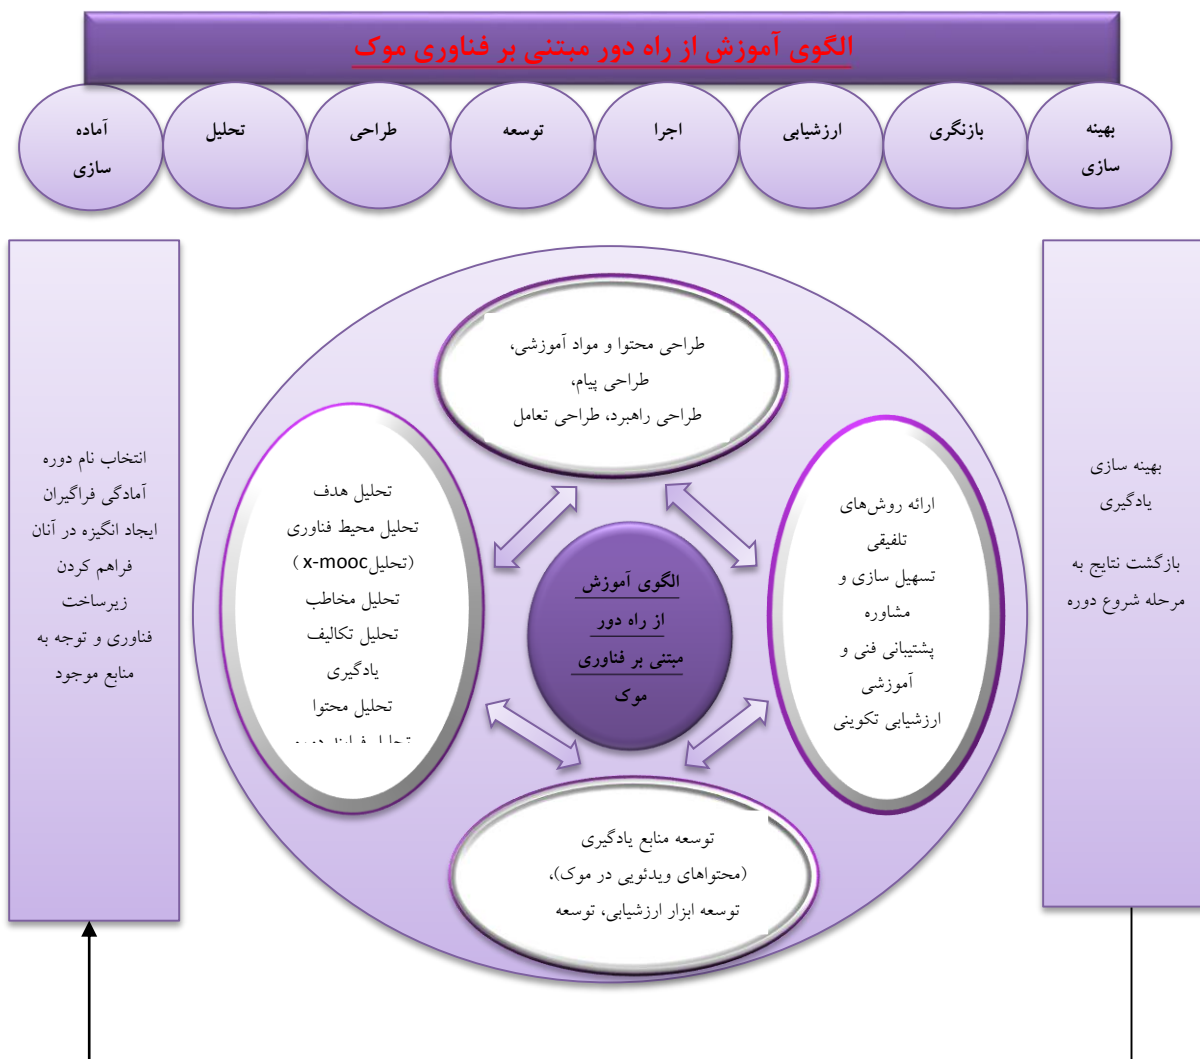 الگوی آموزش از راه دور مبتنی بر فناوری موک
بهینه
سازی
بازنگری
ارزشیابی
اجرا
توسعه
طراحی
تحلیل
آماده
سازی
بهینه سازی
یادگیری
بازگشت نتایج به
مرحله شروع دوره
طراحی محتوا و مواد آموزشی،
طراحی پیام،
طراحی راهبرد، طراحی تعامل
ارائه روش‌های
تلفیقی
تسهیل سازی و
مشاوره
پشتیبانی فنی و
آموزشی
ارزشیابی تکوینی
الگوی آموزش
از راه دور
مبتنی بر فناوری
موک
تحلیل هدف
تحلیل محیط فناوری
(تحلیلx-mooc )
تحلیل مخاطب
تحلیل تکالیف
یادگیری
تحلیل محتوا
توسعه منابع یادگیری
(محتواهای ویدئویی در موک)،
توسعه ابزار ارزشیابی، توسعه
انتخاب نام دوره
آمادگی فراگیران
ایجاد انگیزه در آنان
فراهم کردن
زیرساخت
فناوری و توجه به
منابع موجود